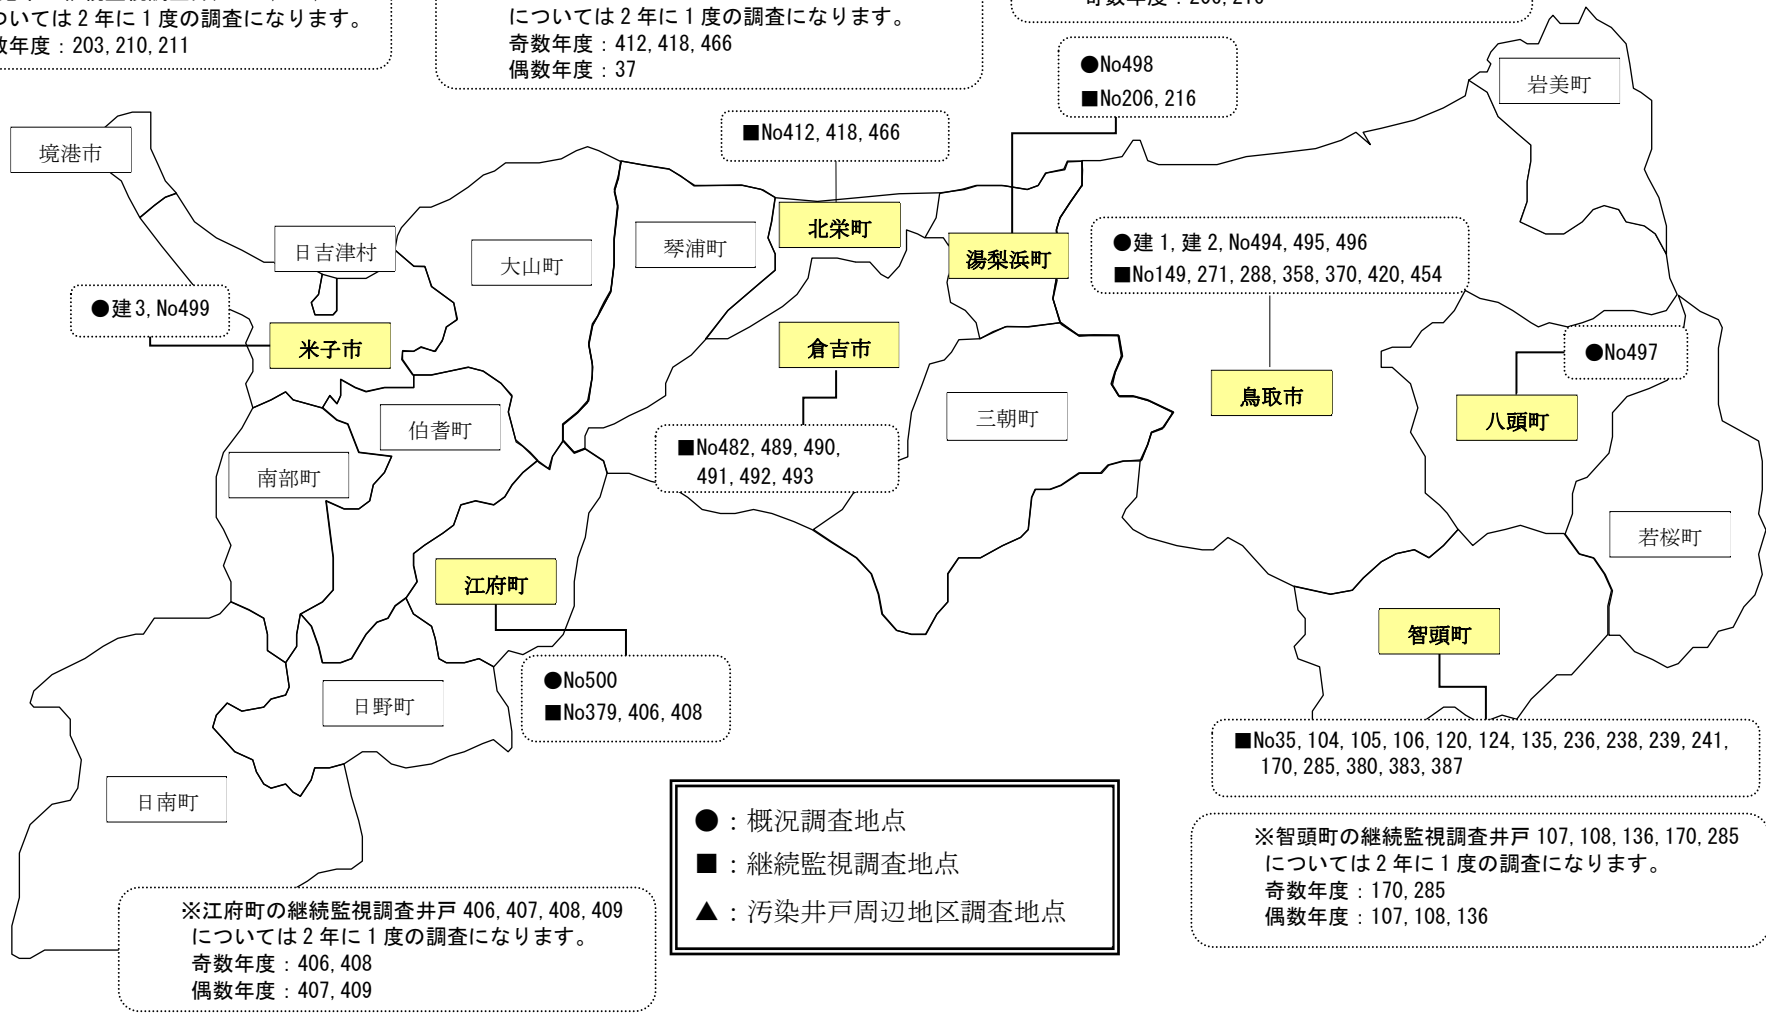 については2年に1度の調査になります。
年度：203, 210, 211
については2年に1度の調査になります。
奇数年度：412, 418, 466
偶数年度：37
●No498
■No206, 216
岩美町
■No412, 418, 466
境港市
北栄町
●建1, 建2, No494, 495, 496
■No149, 271, 288, 358, 370, 420, 454
日吉津村
大山町
琴浦町
湯梨浜町
●建3, No499
米子市
倉吉市
●No497
鳥取市
八頭町
伯耆町
三朝町
南部町
■No482, 489, 490,
491, 492, 493
若桜町
江府町
智頭町
●No500
■No379, 406, 408
日野町
■No35, 104, 105, 106, 120, 124, 135, 236, 238, 239, 241,
170, 285, 380, 383, 387
日南町
●：概況調査地点
■：継続監視調査地点
▲：汚染井戸周辺地区調査地点
※智頭町の継続監視調査井戸 107, 108, 136, 170, 285
については2年に1度の調査になります。
奇数年度：170, 285
偶数年度：107, 108, 136
※江府町の継続監視調査井戸 406, 407, 408, 409
については2年に1度の調査になります。
奇数年度：406, 408
偶数年度：407, 409